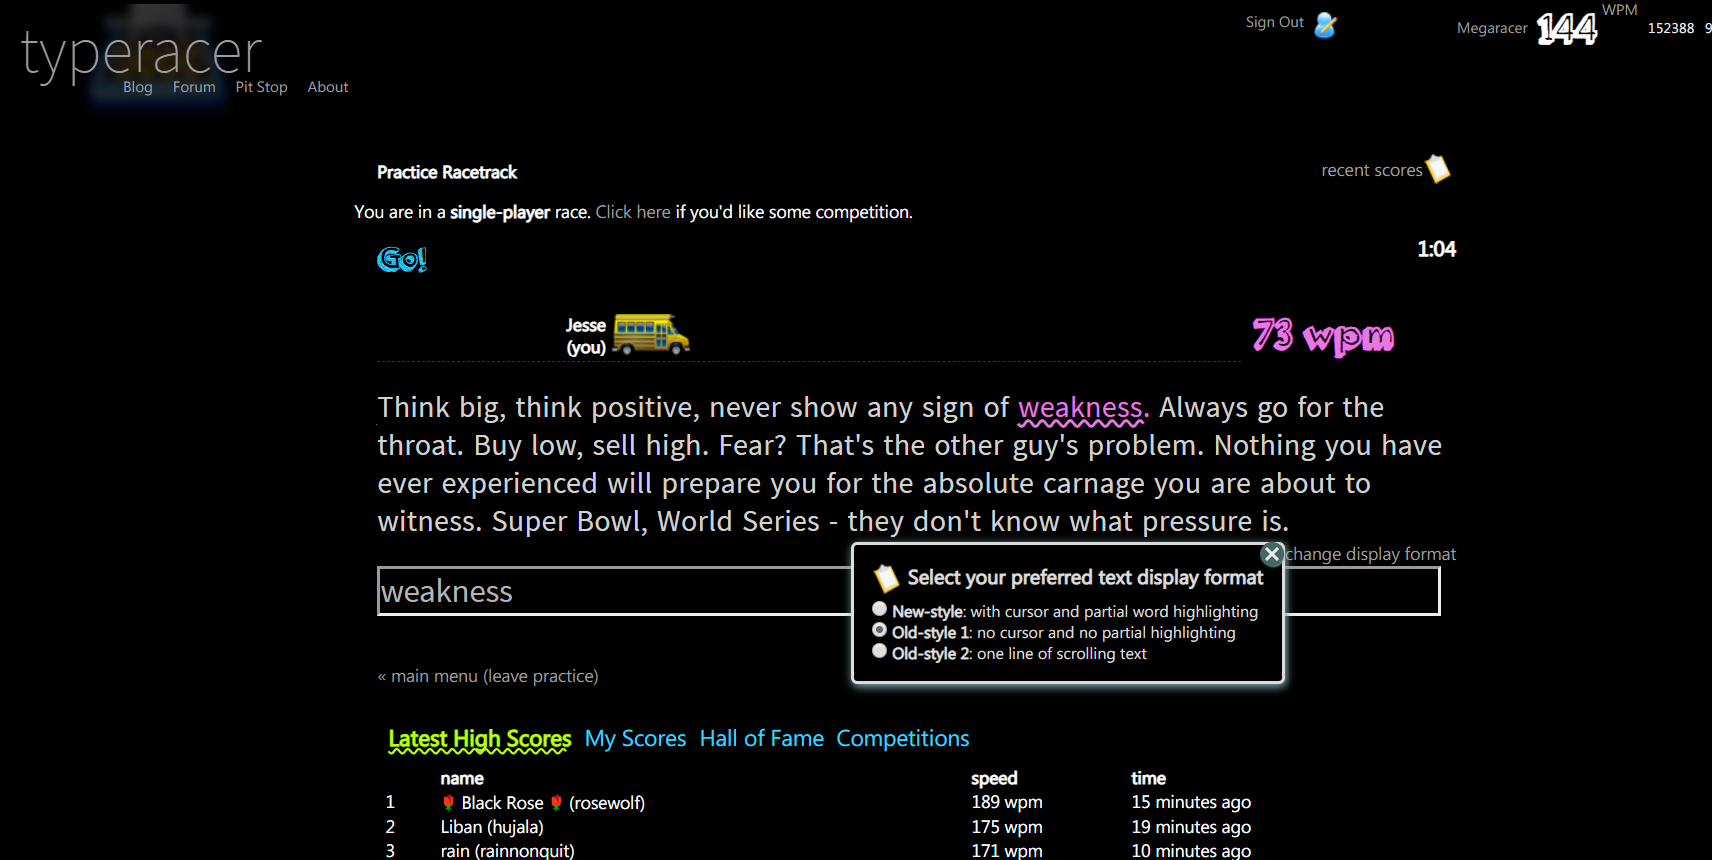 typeracer
Blog Forum Pit Stop About
Sign Out
Megaracer 144 WPM 152388 9
Practice Racetrack
recent scores
You are in a single-player race. Click here if you'd like some competition.
Go!
1:04
Jesse
(you)
73 wpm
Think big, think positive, never show any sign of weakness. Always go for the
throat. Buy low, sell high. Fear? That's the other guy's problem. Nothing you have
ever experienced will prepare you for the absolute carnage you are about to
witness. Super Bowl, World Series - they don't know what pressure is.
change display format
weakness
Select your preferred text display format
New-style: with cursor and partial word highlighting
Old-style 1: no cursor and no partial highlighting
Old-style 2: one line of scrolling text
« main menu (leave practice)
Latest High Scores My Scores Hall of Fame Competitions
name speed time
1 🌹 Black Rose 🌹 (rosewolf) 189 wpm 15 minutes ago
2 Liban (hujala) 175 wpm 19 minutes ago
3 rain (rainnonquit) 171 wpm 10 minutes ago